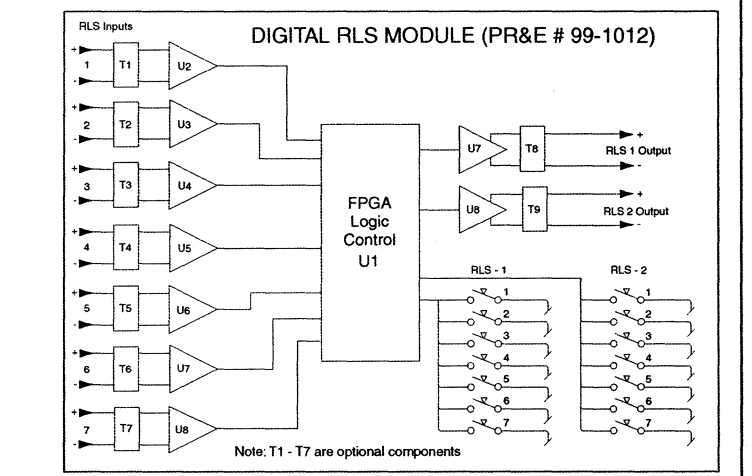 RLS Inputs
DIGITAL RLS MODULE (PR&E # 99-1012)
+
1
-
T1
U2
+
2
-
T2
U3
+
3
-
T3
U4
+
4
-
T4
U5
+
5
-
T5
U6
+
6
-
T6
U7
+
7
-
T7
U8
FPGA
Logic
Control
U1
U7
T8
+
RLS 1 Output
-
U8
T9
+
RLS 2 Output
-
RLS - 1
1
2
3
4
5
6
7
RLS - 2
1
2
3
4
5
6
7
Note; T1 - T7 are optional components